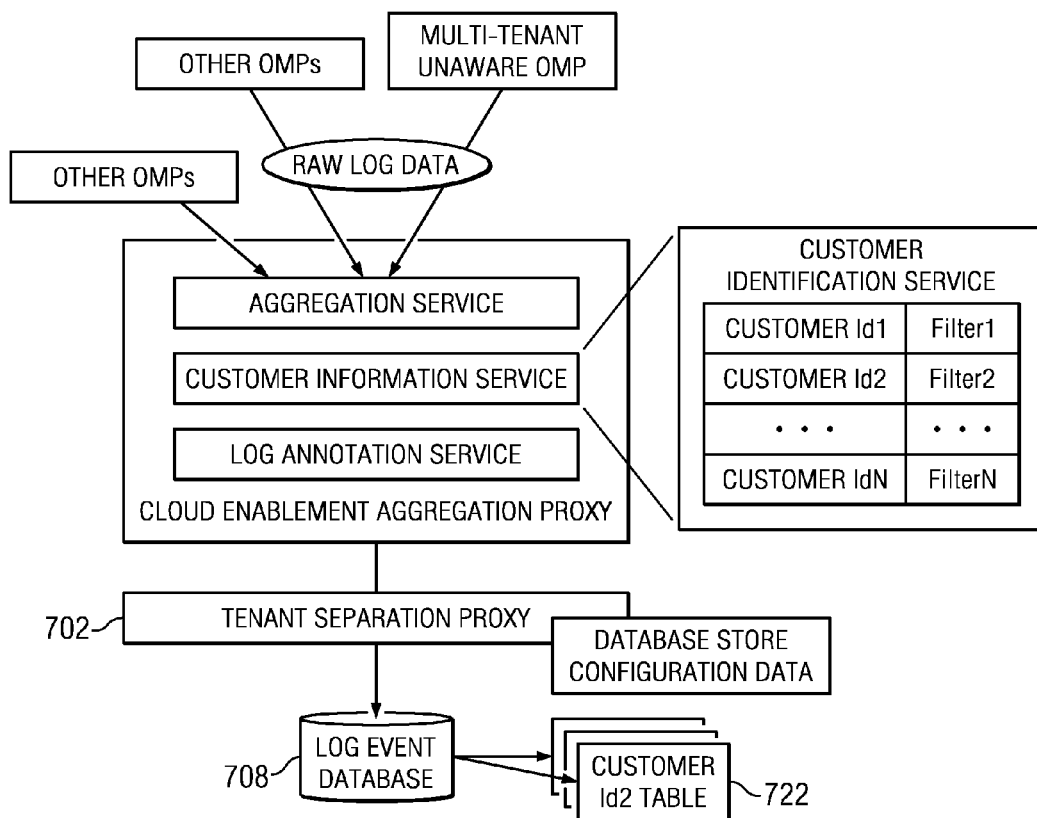 OTHER OMPs
MULTI-TENANT
UNAWARE OMP
RAW LOG DATA
OTHER OMPs
AGGREGATION SERVICE
CUSTOMER INFORMATION SERVICE
LOG ANNOTATION SERVICE
CLOUD ENABLEMENT AGGREGATION PROXY
CUSTOMER
IDENTIFICATION SERVICE
CUSTOMER Id1 Filter1
CUSTOMER Id2 Filter2
• • • • • •
CUSTOMER IdN FilterN
702
TENANT SEPARATION PROXY
DATABASE STORE
CONFIGURATION DATA
708
LOG EVENT
DATABASE
CUSTOMER
Id2 TABLE
722